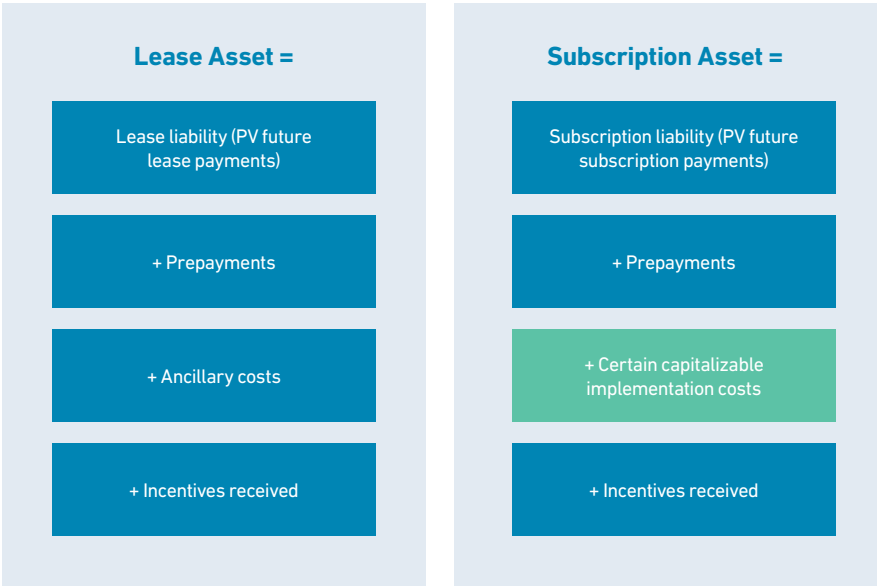 Lease Asset =
Lease liability (PV future
lease payments)
+ Prepayments
+ Ancillary costs
+ Incentives received
Subscription Asset =
Subscription liability (PV future
subscription payments)
+ Prepayments
+ Certain capitalizable
implementation costs
+ Incentives received